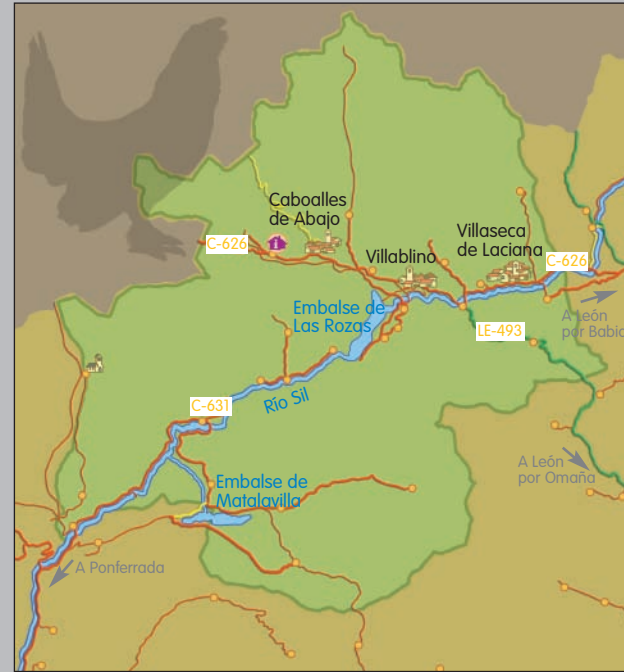 Caboalles
de Abajo
C-626
Villaseca
de Laciana
Villablino
C-626
Embalse de
Las Rozas
A León
por Babia
LE-493
Río Sil
C-631
A León
por Omaña
Embalse de
Matalavilla
A Ponferrada